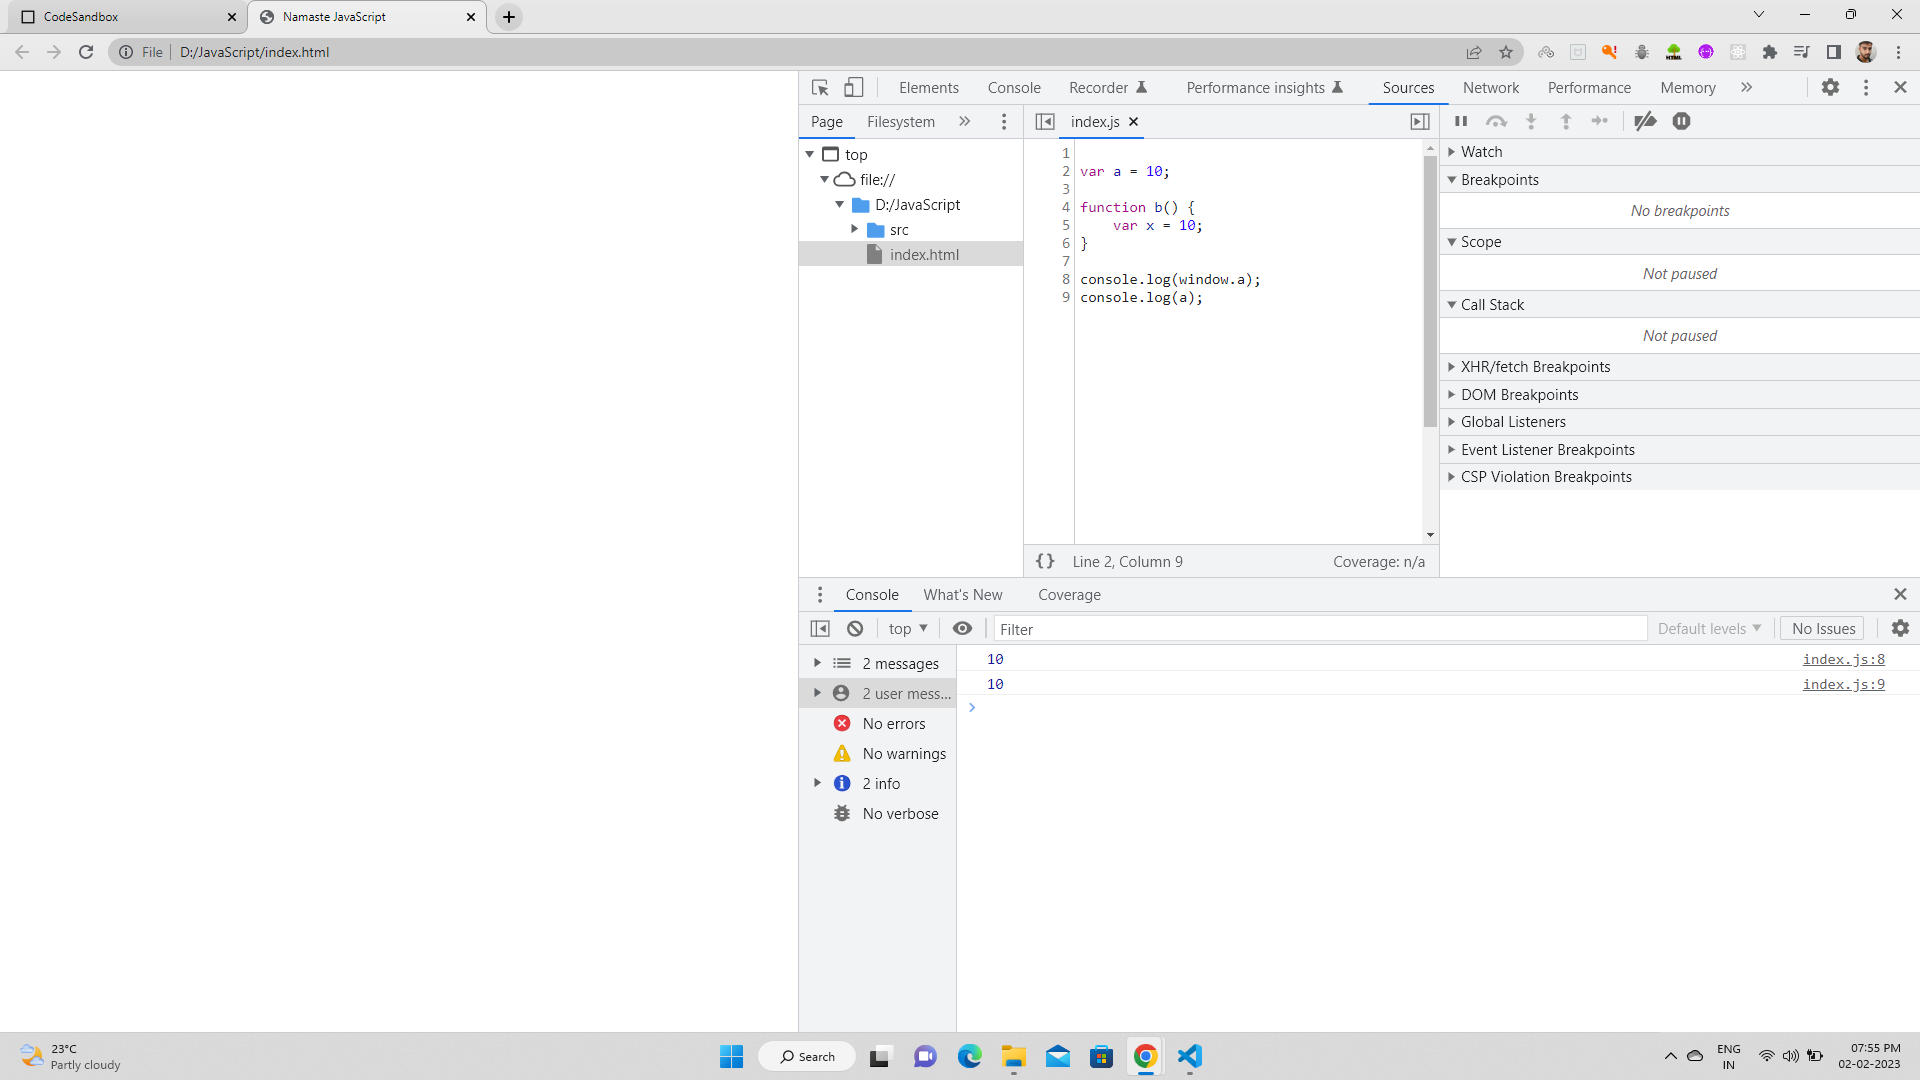 CodeSandbox
Namaste JavaScript
File D:/JavaScript/index.html
Elements Console Recorder Performance insights Sources Network Performance Memory
Page Filesystem
index.js
top
file://
D:/JavaScript
src
index.html
1
2 var a = 10;
3
4 function b() {
5 var x = 10;
6 }
7
8 console.log(window.a);
9 console.log(a);
{} Line 2, Column 9 Coverage: n/a
Watch
Breakpoints
No breakpoints
Scope
Not paused
Call Stack
Not paused
XHR/fetch Breakpoints
DOM Breakpoints
Global Listeners
Event Listener Breakpoints
CSP Violation Breakpoints
Console What's New Coverage
top Filter Default levels No Issues
2 messages
2 user mess...
No errors
No warnings
2 info
No verbose
10 index.js:8
10 index.js:9
23°C
Partly cloudy
Search
ENG
IN
07:55 PM
02-02-2023